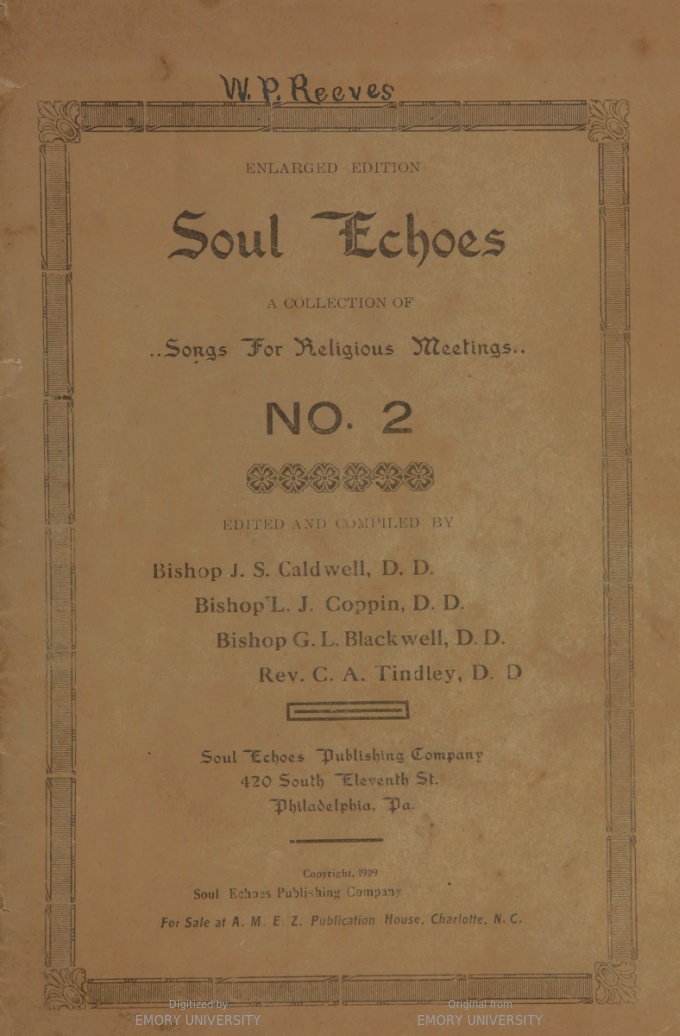 W. P. Reeves
ENLARGED EDITION
Soul Echoes
A COLLECTION OF
..Songs For Religious Meetings..
NO. 2
EDITED AND COMPILED BY
Bishop J. S. Caldwell, D. D.
Bishop L. J. Coppin, D. D.
Bishop G. L. Blackwell, D. D.
Rev. C. A. Tindley, D. D
Soul Echoes Publishing Company
420 South Eleventh St.
Philadelphia, Pa.
Copyright, 1909
Soul Echoes Publishing Company
For Sale at A. M. E. Z. Publication House, Charlotte, N. C.
Digitized by
EMORY UNIVERSITY
Original from
EMORY UNIVERSITY